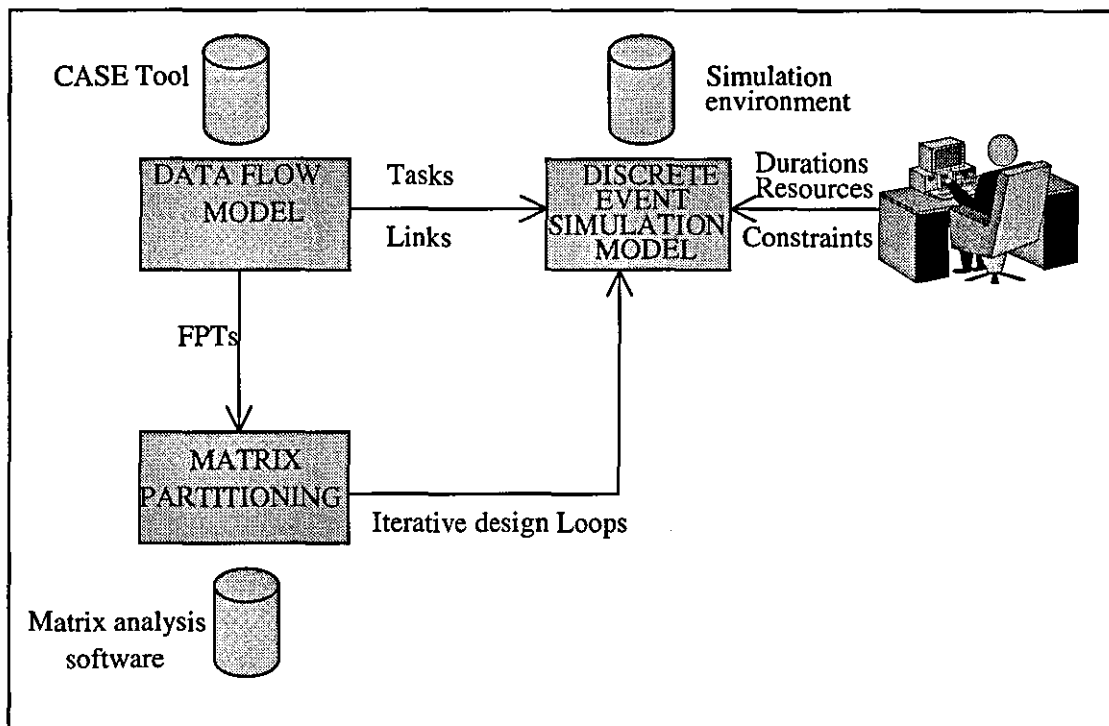 CASE Tool
Simulation
environment
DATA FLOW
MODEL
Tasks
Links
DISCRETE
EVENT
SIMULATION
MODEL
Durations
Resources
Constraints
FPTs
MATRIX
PARTITIONING
Iterative design Loops
Matrix analysis
software